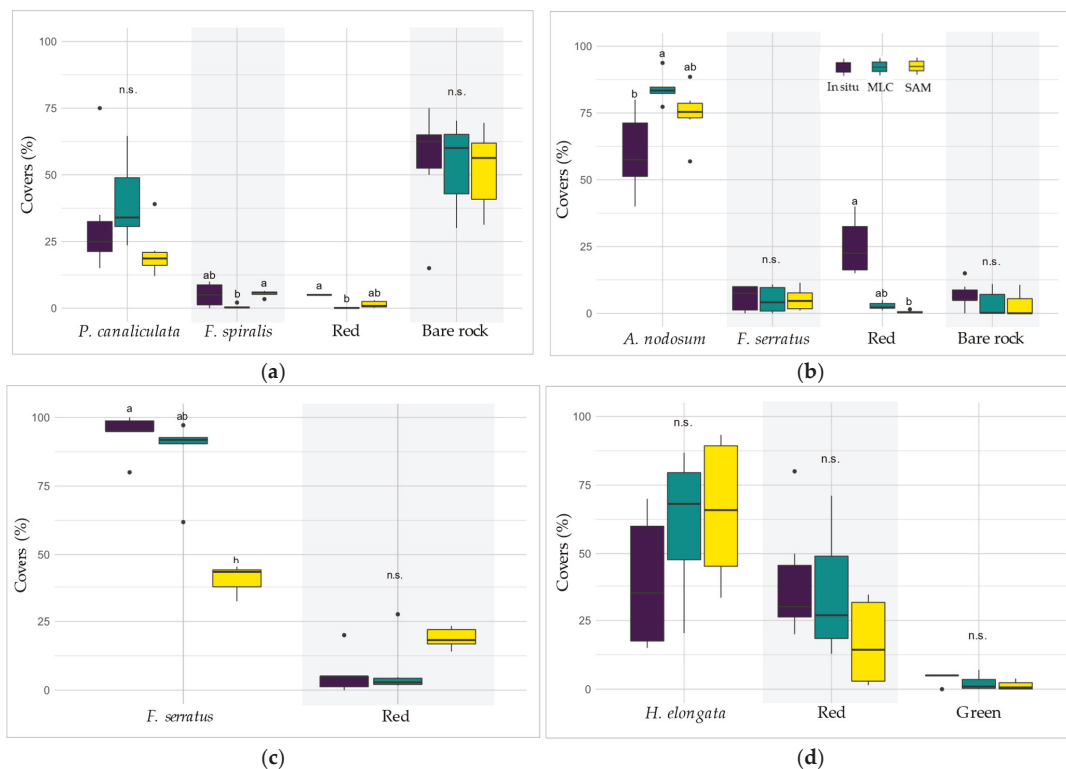 100
75
50
25
0
Covers (%)
n.s.
ab
b
a
a
b
ab
n.s.
P. canaliculata
F. spiralis
Red
Bare rock
(a)
100
75
50
25
0
Covers (%)
b
a
ab
n.s.
a
ab
b
n.s.
In situ
MLC
SAM
A. nodosum
F. serratus
Red
Bare rock
(b)
100
75
50
25
0
Covers (%)
a
ab
b
n.s.
F. serratus
Red
(c)
100
75
50
25
0
Covers (%)
n.s.
n.s.
n.s.
H. elongata
Red
Green
(d)